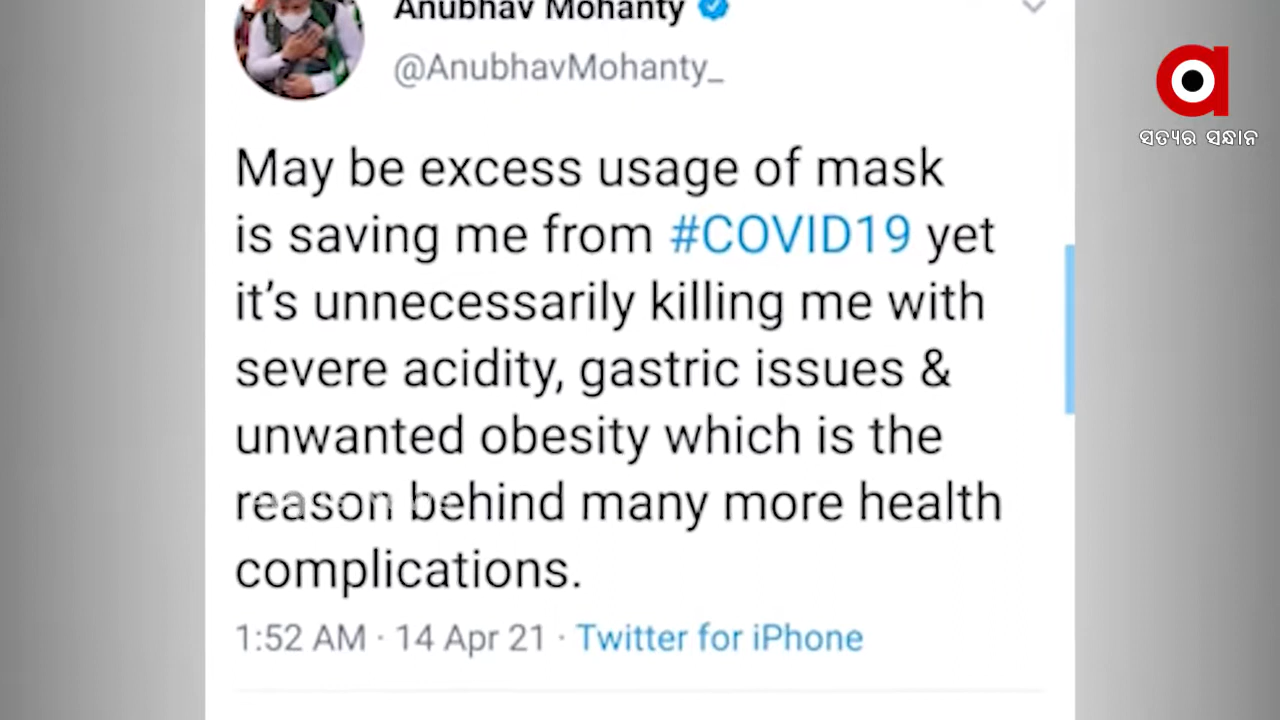 Anubhav Mohanty
@AnubhavMohanty_
ସତ୍ୟର ସନ୍ଧାନ
May be excess usage of mask
is saving me from #COVID19 yet
it's unnecessarily killing me with
severe acidity, gastric issues &
unwanted obesity which is the
reason behind many more health
complications.
1:52 AM · 14 Apr 21 · Twitter for iPhone